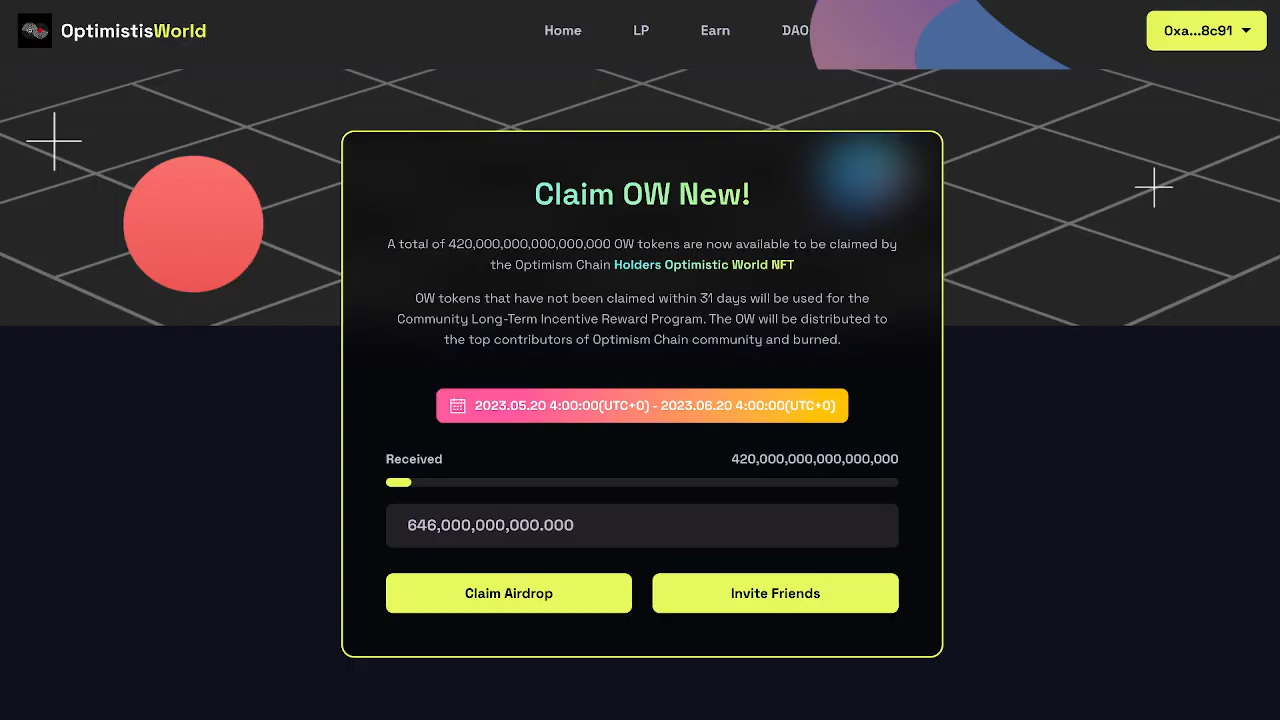 OptimistisWorld
Home LP Earn DAO
0xa...8c91
Claim OW New!
A total of 420,000,000,000,000,000 OW tokens are now available to be claimed by
the Optimism Chain Holders Optimistic World NFT
OW tokens that have not been claimed within 31 days will be used for the
Community Long-Term Incentive Reward Program. The OW will be distributed to
the top contributors of Optimism Chain community and burned.
2023.05.20 4:00:00(UTC+0) - 2023.06.20 4:00:00(UTC+0)
Received 420,000,000,000,000,000
646,000,000,000.000
Claim Airdrop Invite Friends